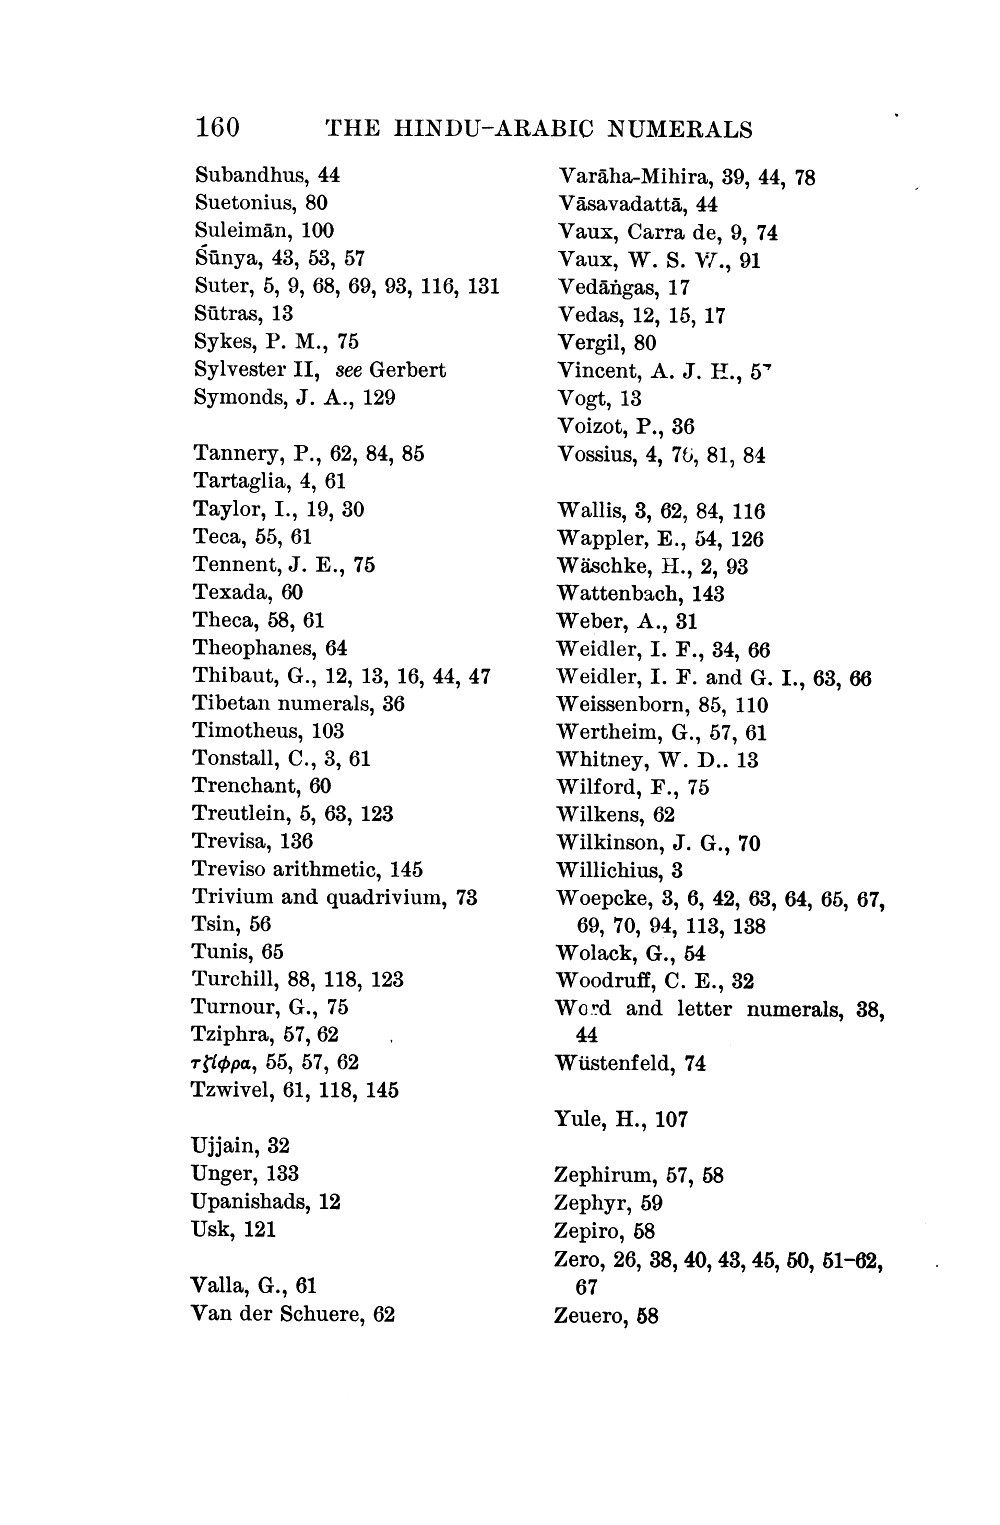 160 THE HINDU-ARABIC NUMERALS
Subandhus, 44
Suetonius, 80
Suleimān, 100
Śūnya, 43, 53, 57
Suter, 5, 9, 68, 69, 93, 116, 131
Sūtras, 13
Sykes, P. M., 75
Sylvester II, see Gerbert
Symonds, J. A., 129
Tannery, P., 62, 84, 85
Tartaglia, 4, 61
Taylor, I., 19, 30
Teca, 55, 61
Tennent, J. E., 75
Texada, 60
Theca, 58, 61
Theophanes, 64
Thibaut, G., 12, 13, 16, 44, 47
Tibetan numerals, 36
Timotheus, 103
Tonstall, C., 3, 61
Trenchant, 60
Treutlein, 5, 63, 123
Trevisa, 136
Treviso arithmetic, 145
Trivium and quadrivium, 73
Tsin, 56
Tunis, 65
Turchill, 88, 118, 123
Turnour, G., 75
Tziphra, 57, 62
τζίφρα, 55, 57, 62
Tzwivel, 61, 118, 145
Ujjain, 32
Unger, 133
Upanishads, 12
Usk, 121
Valla, G., 61
Van der Schuere, 62
Varāha-Mihira, 39, 44, 78
Vāsavadattā, 44
Vaux, Carra de, 9, 74
Vaux, W. S. W., 91
Vedāṅgas, 17
Vedas, 12, 15, 17
Vergil, 80
Vincent, A. J. H., 57
Vogt, 13
Voizot, P., 36
Vossius, 4, 76, 81, 84
Wallis, 3, 62, 84, 116
Wappler, E., 54, 126
Wäschke, H., 2, 93
Wattenbach, 143
Weber, A., 31
Weidler, I. F., 34, 66
Weidler, I. F. and G. I., 63, 66
Weissenborn, 85, 110
Wertheim, G., 57, 61
Whitney, W. D.. 13
Wilford, F., 75
Wilkens, 62
Wilkinson, J. G., 70
Willichius, 3
Woepcke, 3, 6, 42, 63, 64, 65, 67,
69, 70, 94, 113, 138
Wolack, G., 54
Woodruff, C. E., 32
Word and letter numerals, 38,
44
Wüstenfeld, 74
Yule, H., 107
Zephirum, 57, 58
Zephyr, 59
Zepiro, 58
Zero, 26, 38, 40, 43, 45, 50, 51-62,
67
Zeuero, 58